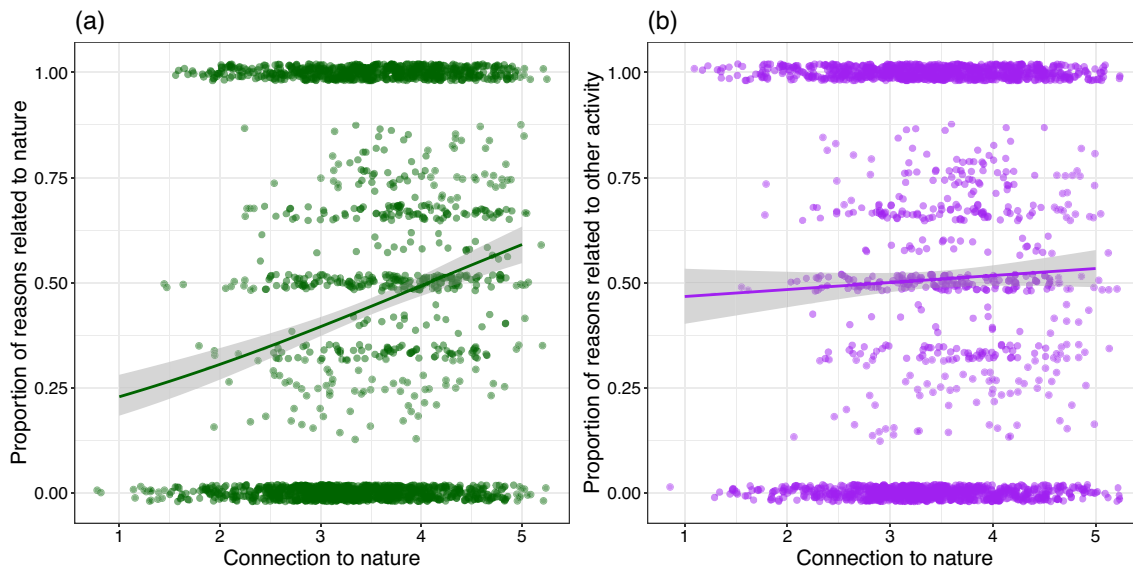 (a)
Proportion of reasons related to nature
1.00
0.75
0.50
0.25
0.00
1 2 3 4 5
Connection to nature
(b)
Proportion of reasons related to other activity
1.00
0.75
0.50
0.25
0.00
1 2 3 4 5
Connection to nature